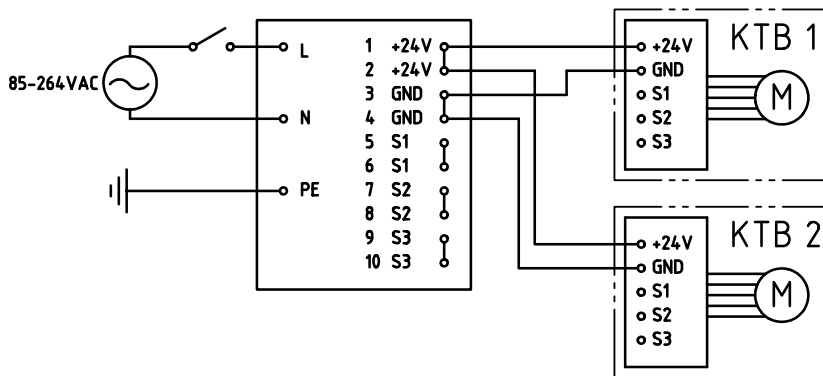 85-264VAC
L
N
PE
1 +24V
2 +24V
3 GND
4 GND
5 S1
6 S1
7 S2
8 S2
9 S3
10 S3
KTB 1
+24V
GND
S1
S2
S3
M
KTB 2
+24V
GND
S1
S2
S3
M